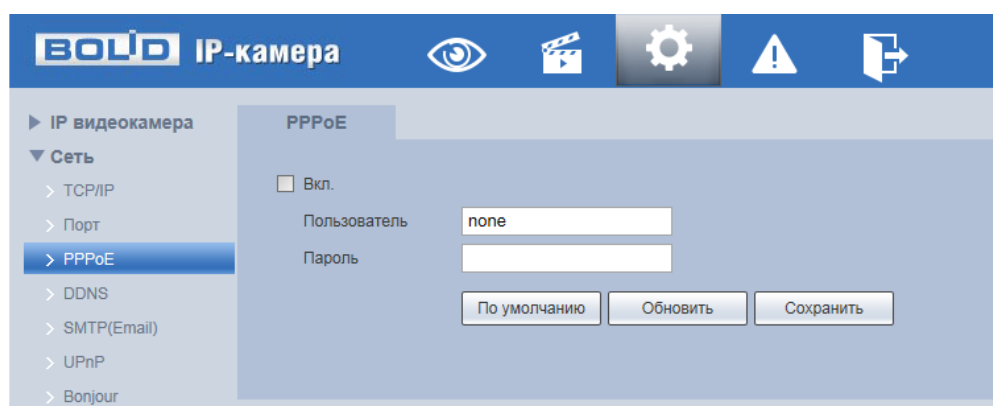 BOLID IP-камера
IP видеокамера
Сеть
TCP/IP
Порт
PPPoE
DDNS
SMTP(Email)
UPnP
Bonjour
PPPoE
Вкл.
Пользователь none
Пароль
По умолчанию Обновить Сохранить